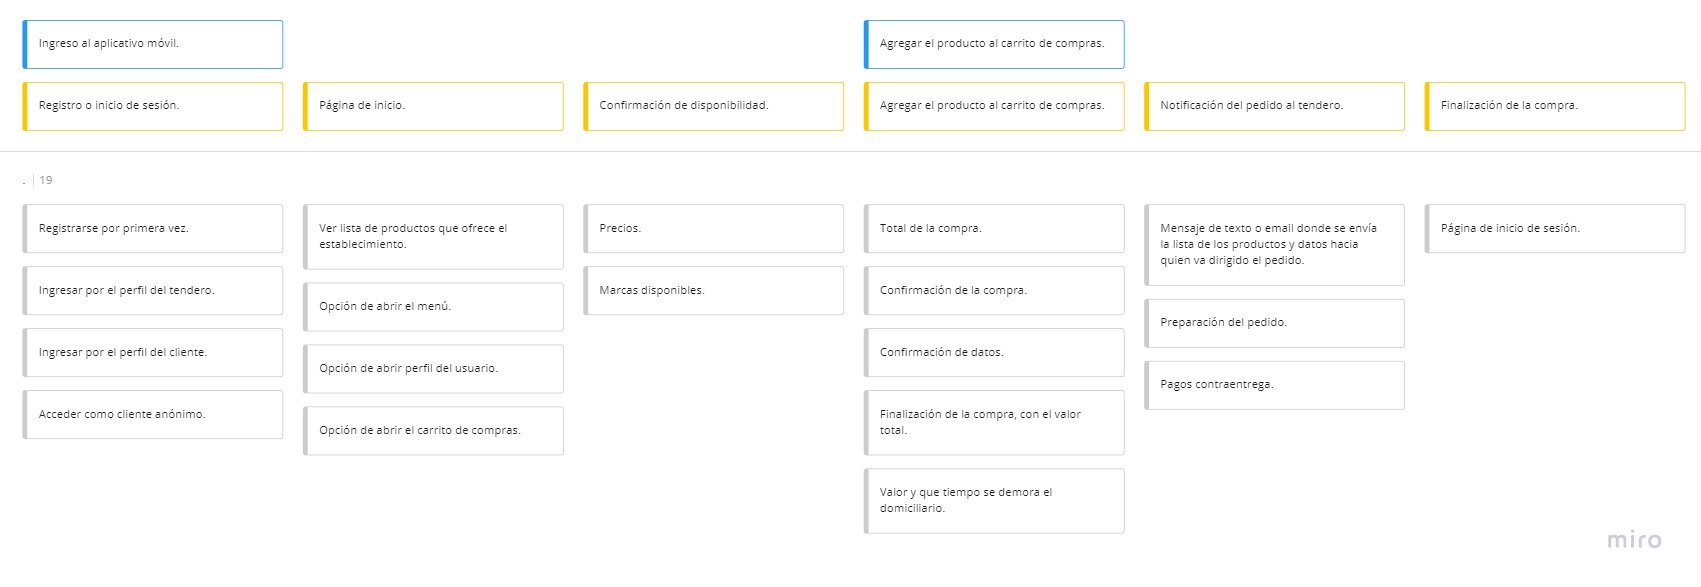 Ingreso al aplicativo móvil.
Agregar el producto al carrito de compras.
Registro o inicio de sesión.
Página de inicio.
Confirmación de disponibilidad.
Agregar el producto al carrito de compras.
Notificación del pedido al tendero.
Finalización de la compra.
. | 19
Registrarse por primera vez.
Ingresar por el perfil del tendero.
Ingresar por el perfil del cliente.
Acceder como cliente anónimo.
Ver lista de productos que ofrece el
establecimiento.
Opción de abrir el menú.
Opción de abrir perfil del usuario.
Opción de abrir el carrito de compras.
Precios.
Marcas disponibles.
Total de la compra.
Confirmación de la compra.
Confirmación de datos.
Finalización de la compra, con el valor
total.
Valor y que tiempo se demora el
domiciliario.
Mensaje de texto o email donde se envía
la lista de los productos y datos hacia
quien va dirigido el pedido.
Preparación del pedido.
Pagos contraentrega.
Página de inicio de sesión.
miro